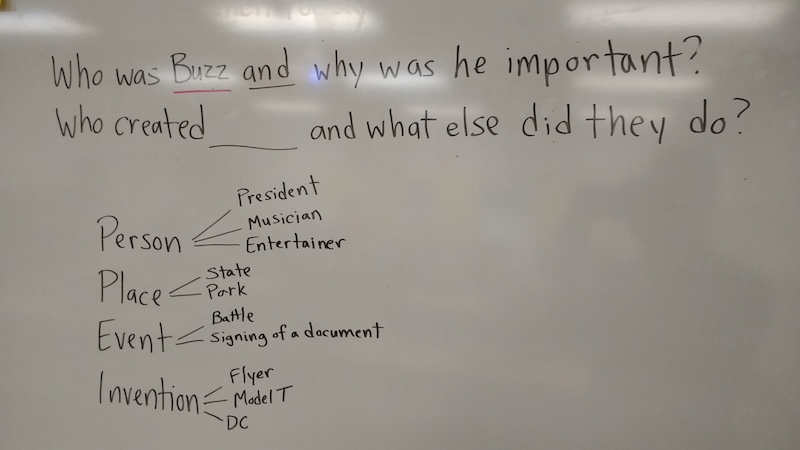 Who was Buzz and why was he important?
Who created ______ and what else did they do?
President
Musician
Person
Entertainer
State
Place
Park
Battle
Event
Signing of a document
Flyer
Invention
Model T
DC